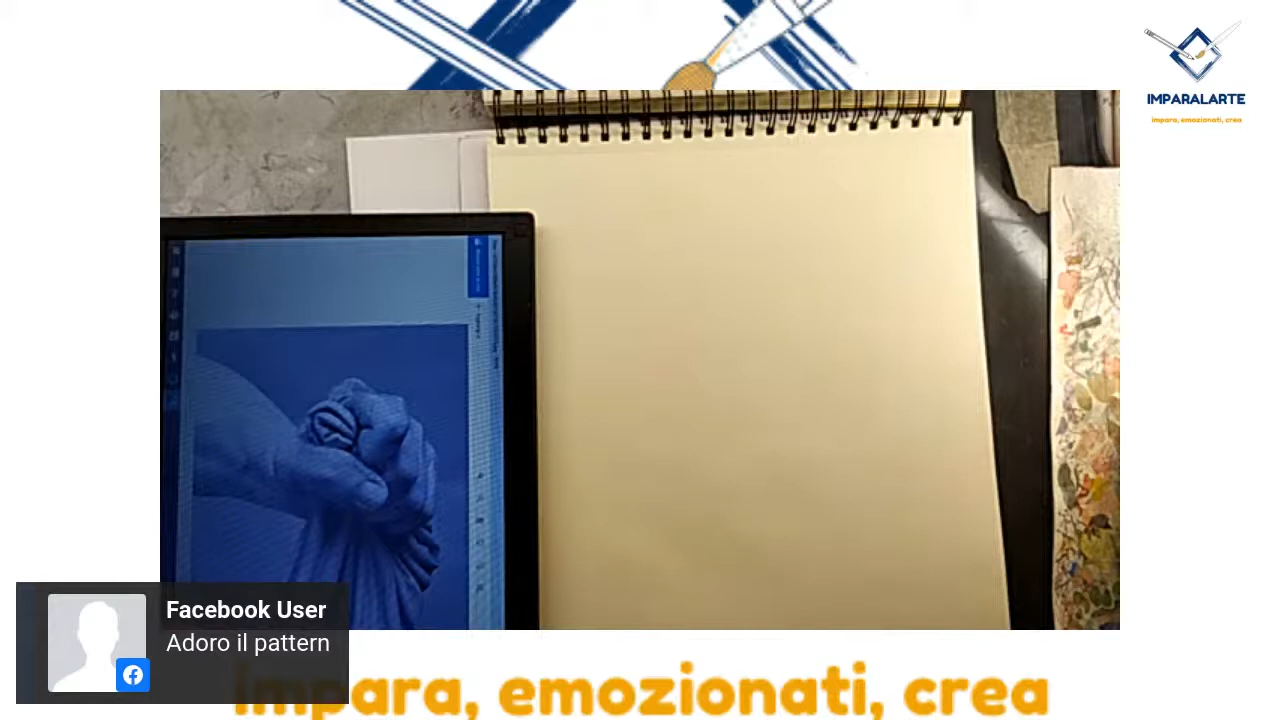 IMPARALARTE
impara, emozionati, crea
Facebook User
Adoro il pattern
impara, emozionati, crea